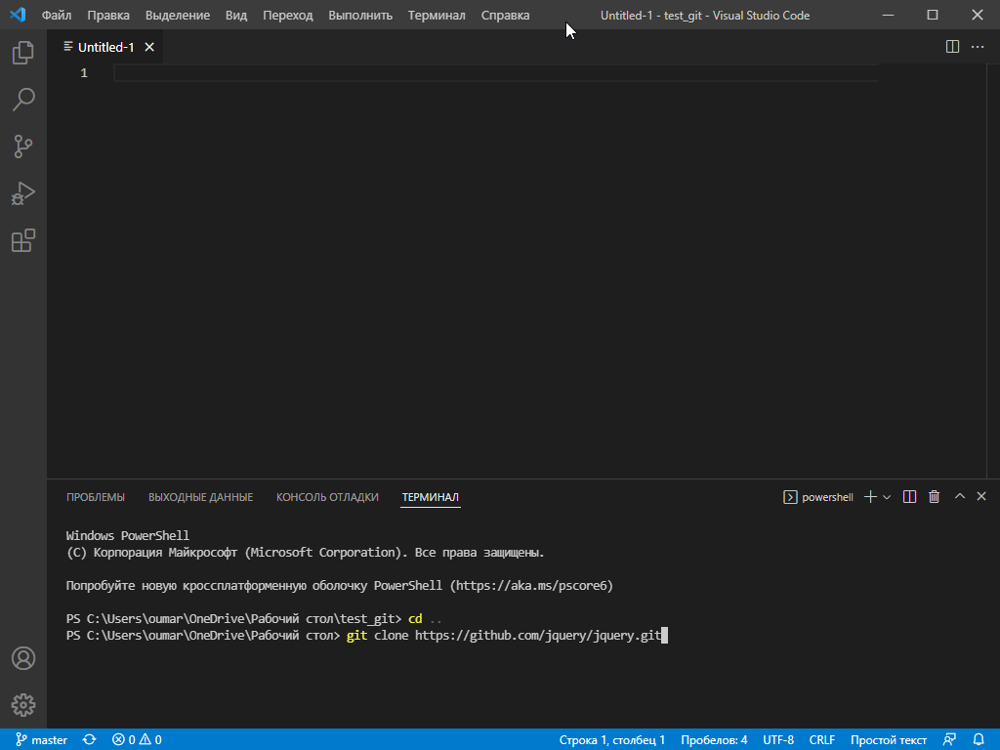 Файл Правка Выделение Вид Переход Выполнить Терминал Справка Untitled-1 - test_git - Visual Studio Code
Untitled-1
1
ПРОБЛЕМЫ ВЫХОДНЫЕ ДАННЫЕ КОНСОЛЬ ОТЛАДКИ ТЕРМИНАЛ powershell
Windows PowerShell
(C) Корпорация Майкрософт (Microsoft Corporation). Все права защищены.
Попробуйте новую кроссплатформенную оболочку PowerShell (https://aka.ms/pscore6)
PS C:\Users\oumar\OneDrive\Рабочий стол\test_git> cd ..
PS C:\Users\oumar\OneDrive\Рабочий стол> git clone https://github.com/jquery/jquery.git
master 0 0 Строка 1, столбец 1 Пробелов: 4 UTF-8 CRLF Простой текст